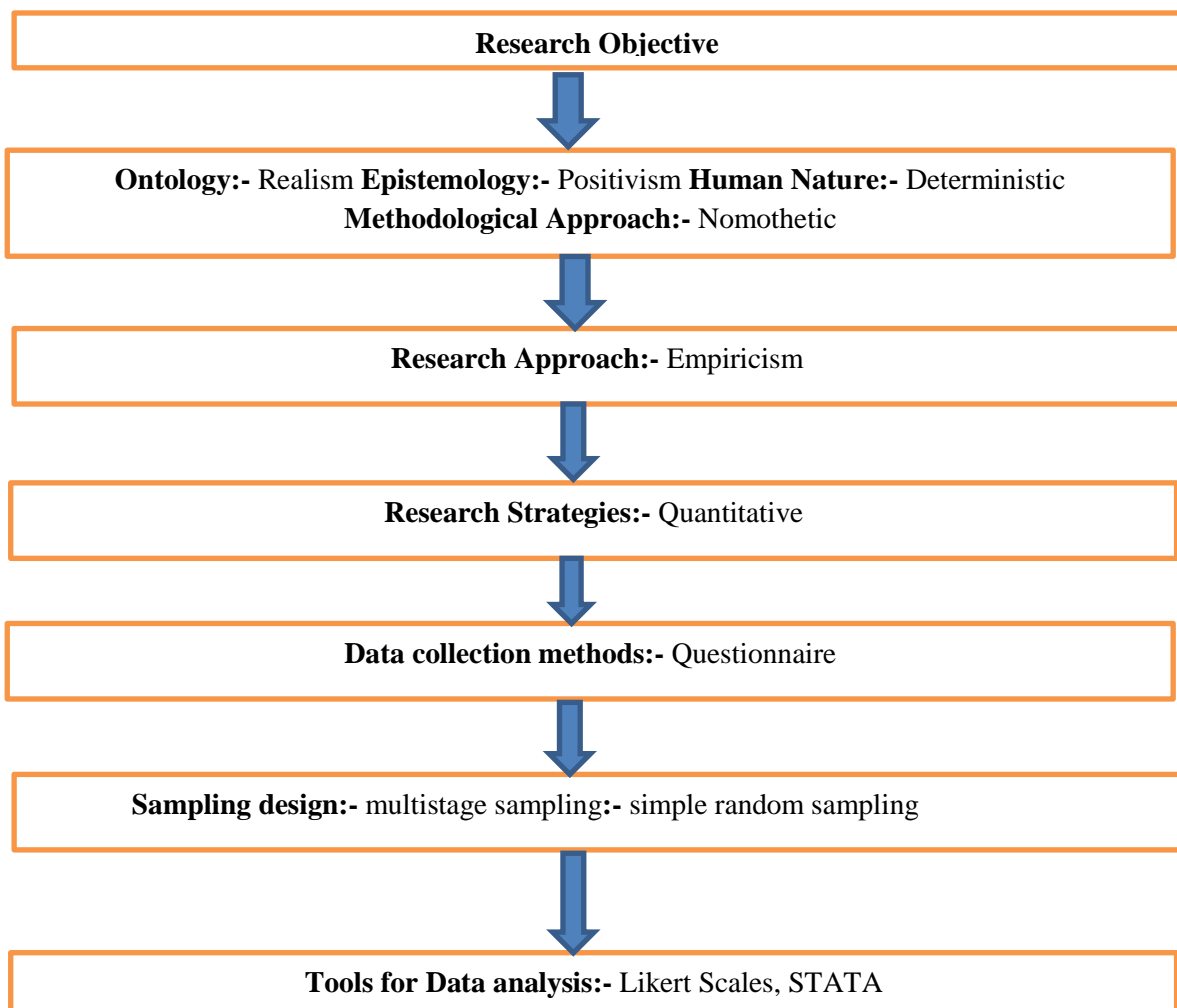 Research Objective
Ontology:- Realism Epistemology:- Positivism Human Nature:- Deterministic
Methodological Approach:- Nomothetic
Research Approach:- Empiricism
Research Strategies:- Quantitative
Data collection methods:- Questionnaire
Sampling design:- multistage sampling:- simple random sampling
Tools for Data analysis:- Likert Scales, STATA